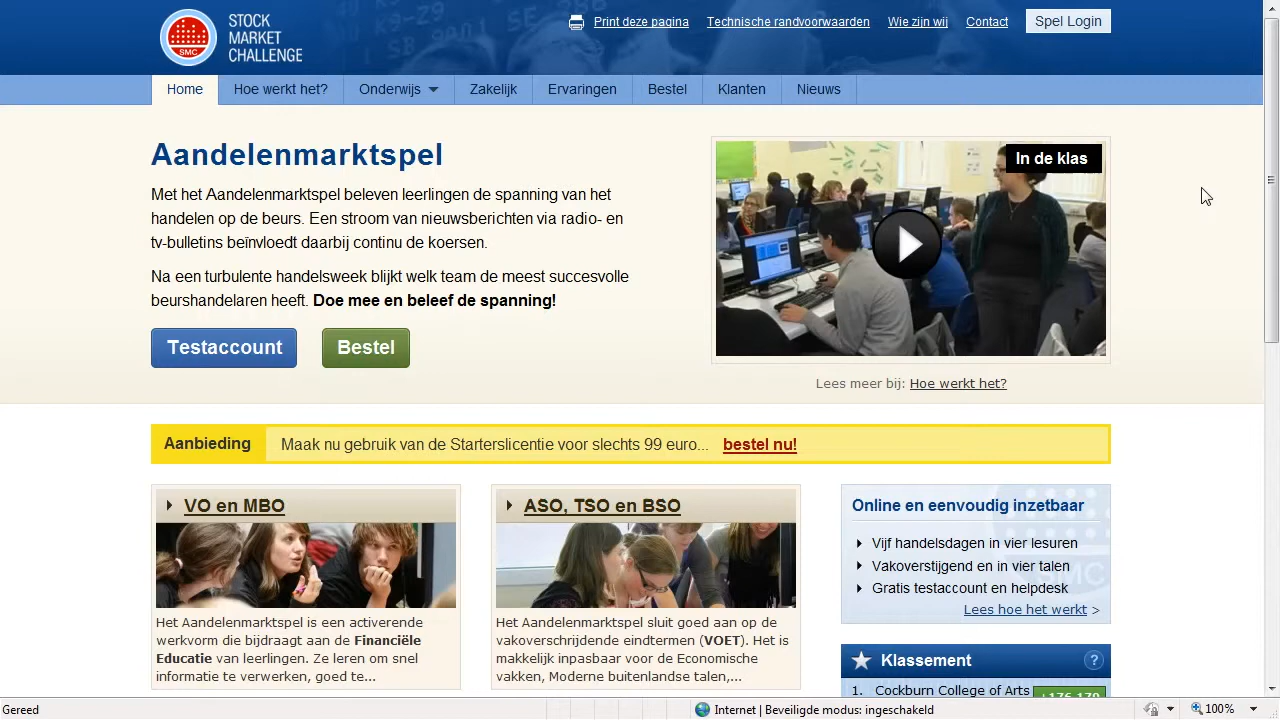 STOCK
MARKET
CHALLENGE
SMC
Print deze pagina Technische randvoorwaarden Wie zijn wij Contact Spel Login
Home Hoe werkt het? Onderwijs Zakelijk Ervaringen Bestel Klanten Nieuws
Aandelenmarktspel
Met het Aandelenmarktspel beleven leerlingen de spanning van het
handelen op de beurs. Een stroom van nieuwsberichten via radio- en
tv-bulletins beïnvloedt daarbij continu de koersen.
Na een turbulente handelsweek blijkt welk team de meest succesvolle
beurshandelaren heeft. Doe mee en beleef de spanning!
Testaccount Bestel
In de klas
Lees meer bij: Hoe werkt het?
Aanbieding Maak nu gebruik van de Starterslicentie voor slechts 99 euro... bestel nu!
VO en MBO
Het Aandelenmarktspel is een activerende
werkvorm die bijdraagt aan de Financiële
Educatie van leerlingen. Ze leren om snel
informatie te verwerken, goed te...
ASO, TSO en BSO
Het Aandelenmarktspel sluit goed aan op de
vakoverschrijdende eindtermen (VOET). Het is
makkelijk inpasbaar voor de Economische
vakken, Moderne buitenlandse talen,...
Online en eenvoudig inzetbaar
Vijf handelsdagen in vier lesuren
Vakoverstijgend en in vier talen
Gratis testaccount en helpdesk
Lees hoe het werkt >
SMC
Klassement ?
1. Cockburn College of Arts +176.170
Gereed Internet | Beveiligde modus: ingeschakeld 100%